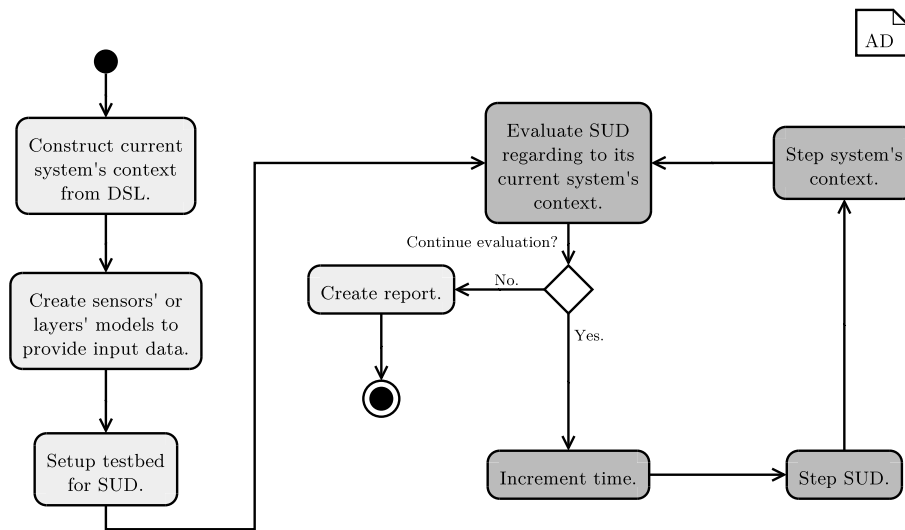 AD
Construct current
system's context
from DSL.
Create sensors' or
layers' models to
provide input data.
Setup testbed
for SUD.
Evaluate SUD
regarding to its
current system's
context.
Continue evaluation?
No.
Create report.
Yes.
Increment time.
Step SUD.
Step system's
context.